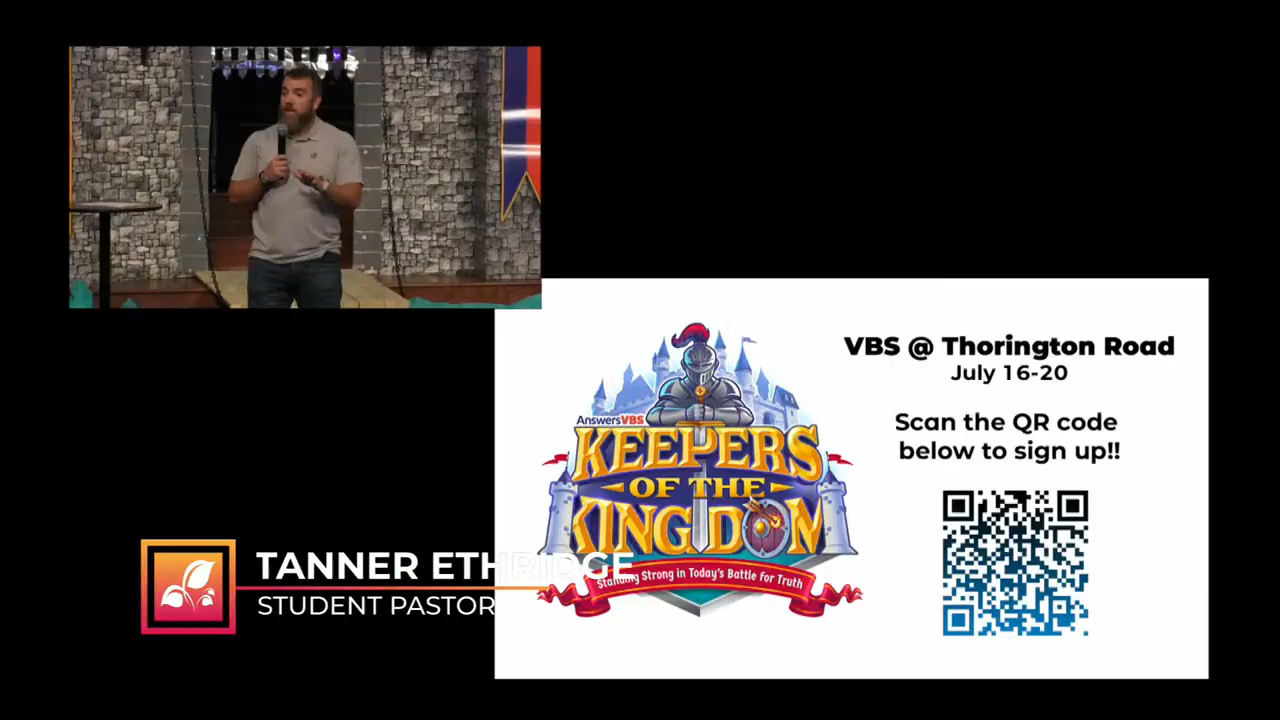 VBS @ Thorington Road
July 16-20
Scan the QR code
below to sign up!!
AnswersVBS
KEEPERS
OF THE
KINGDOM
Standing Strong in Today's Battle for Truth
TANNER ETHRIDGE
STUDENT PASTOR